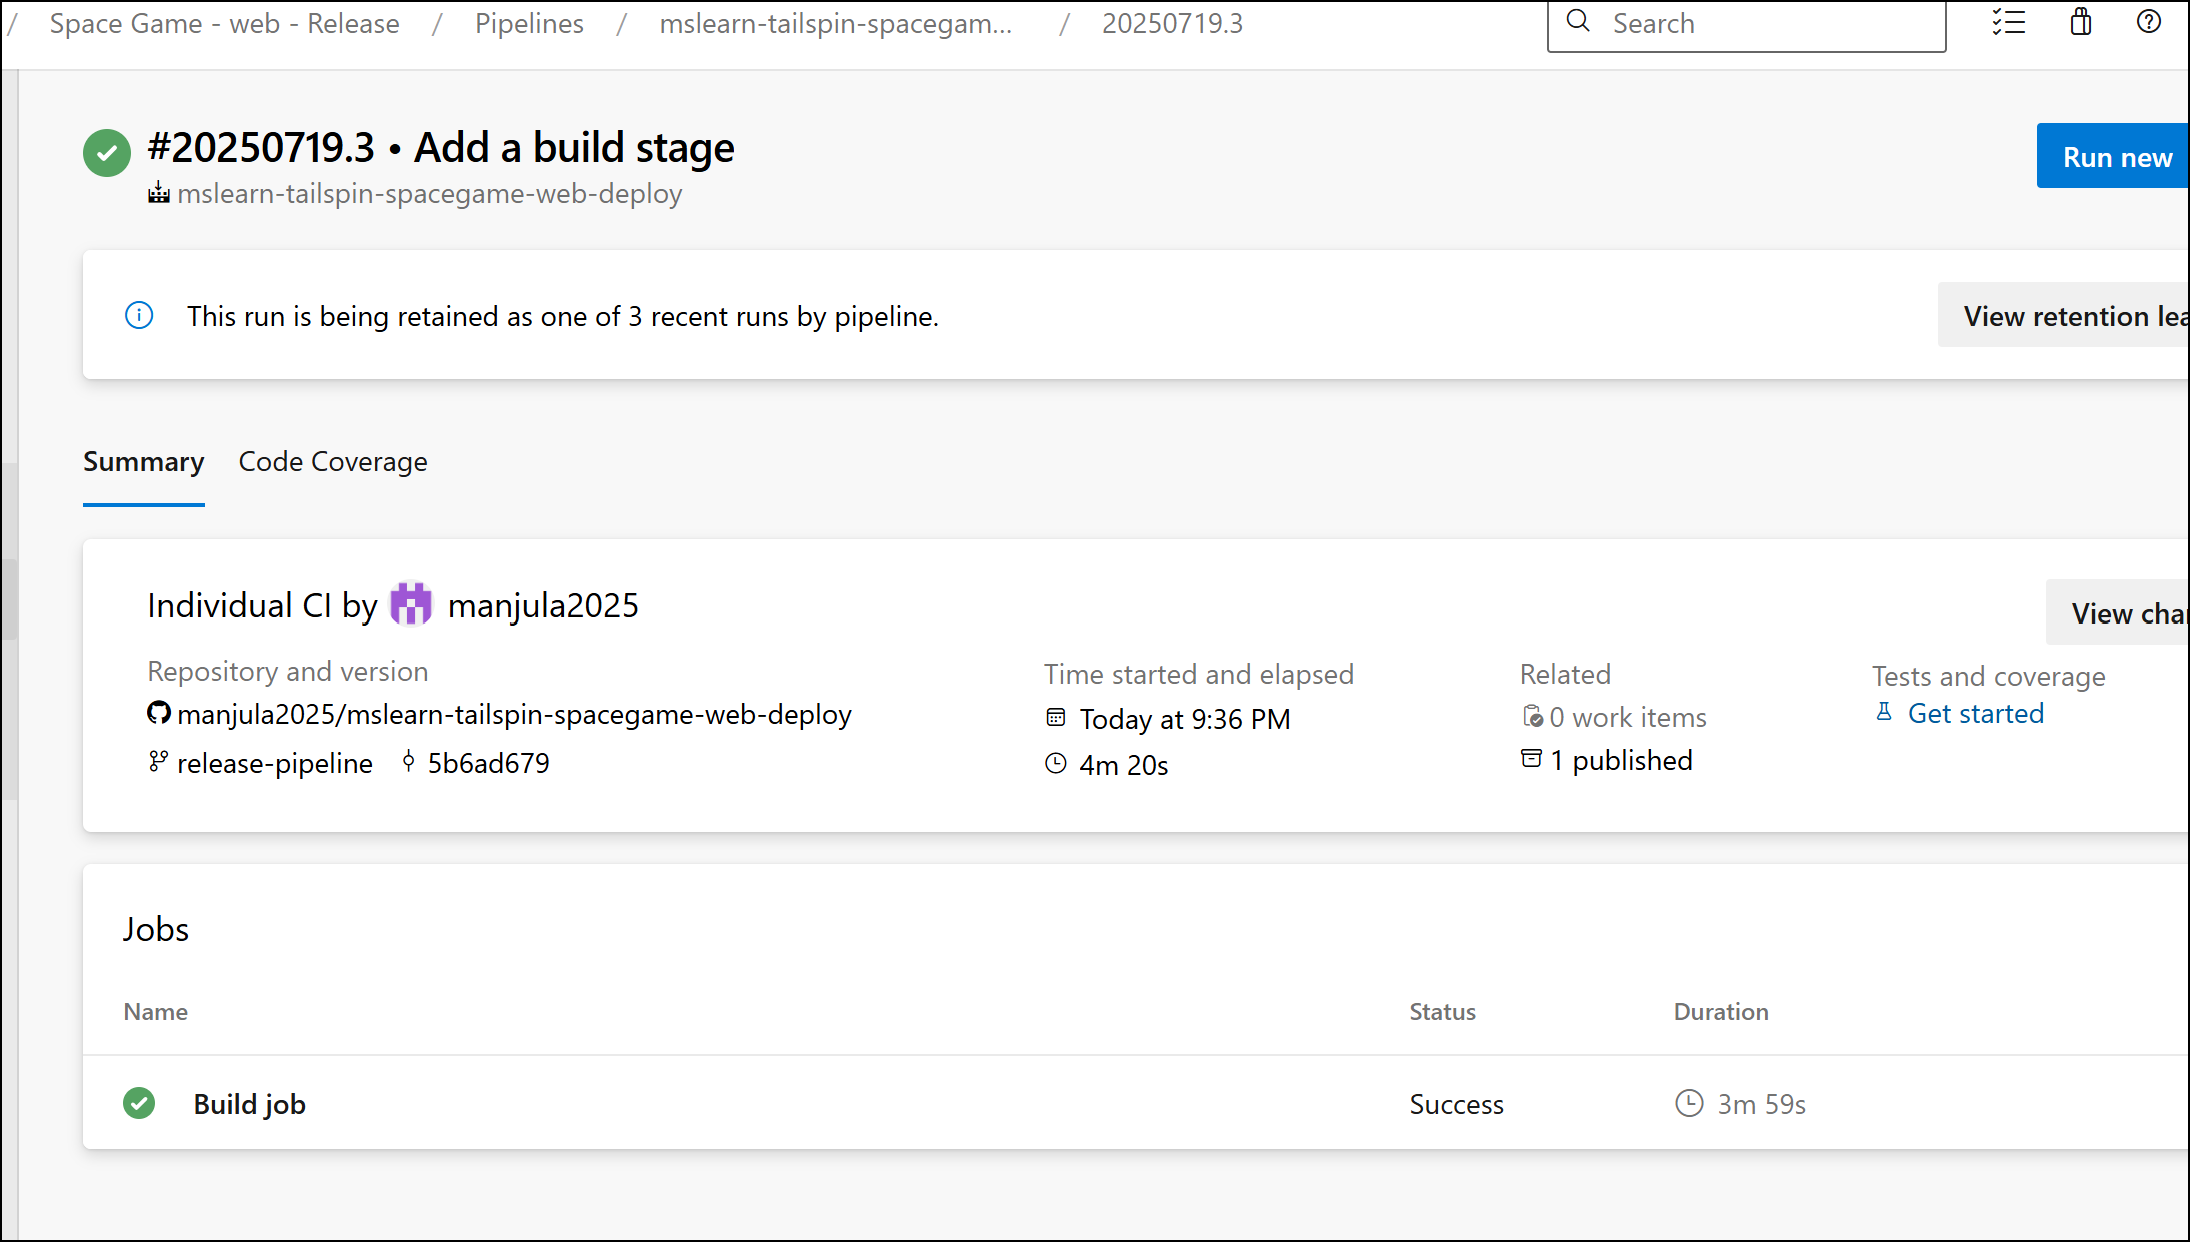 / Space Game - web - Release / Pipelines / mslearn-tailspin-spacegam... / 20250719.3
Search
#20250719.3 • Add a build stage
Run new
mslearn-tailspin-spacegame-web-deploy
This run is being retained as one of 3 recent runs by pipeline.
View retention lea
Summary Code Coverage
Individual CI by manjula2025
View cha
Repository and version
manjula2025/mslearn-tailspin-spacegame-web-deploy
release-pipeline 5b6ad679
Time started and elapsed
Today at 9:36 PM
4m 20s
Related
0 work items
1 published
Tests and coverage
Get started
Jobs
Name Status Duration
Build job Success 3m 59s